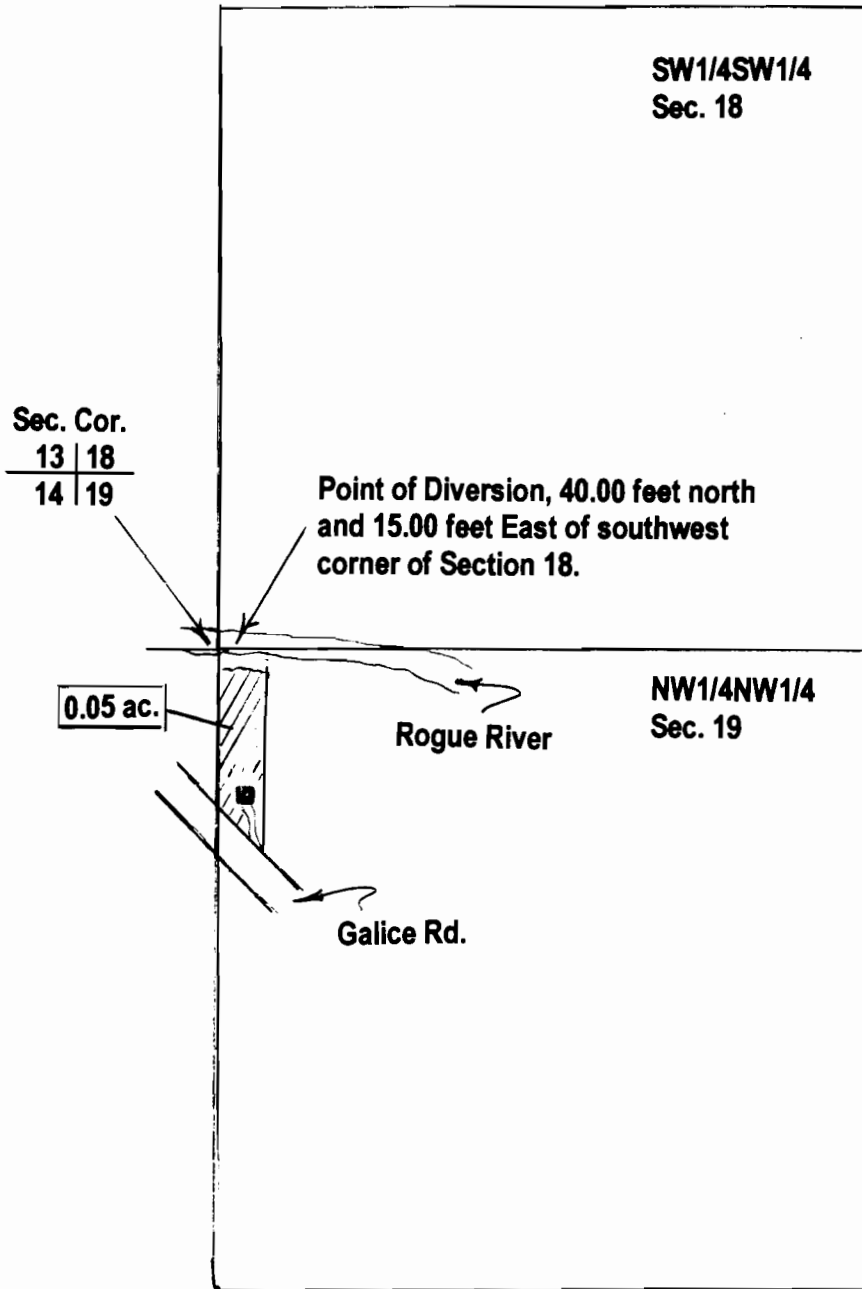 SW1/4SW1/4
Sec. 18
Sec. Cor.
13 | 18
14 | 19
Point of Diversion, 40.00 feet north
and 15.00 feet East of southwest
corner of Section 18.
0.05 ac.
NW1/4NW1/4
Sec. 19
Rogue River
Galice Rd.